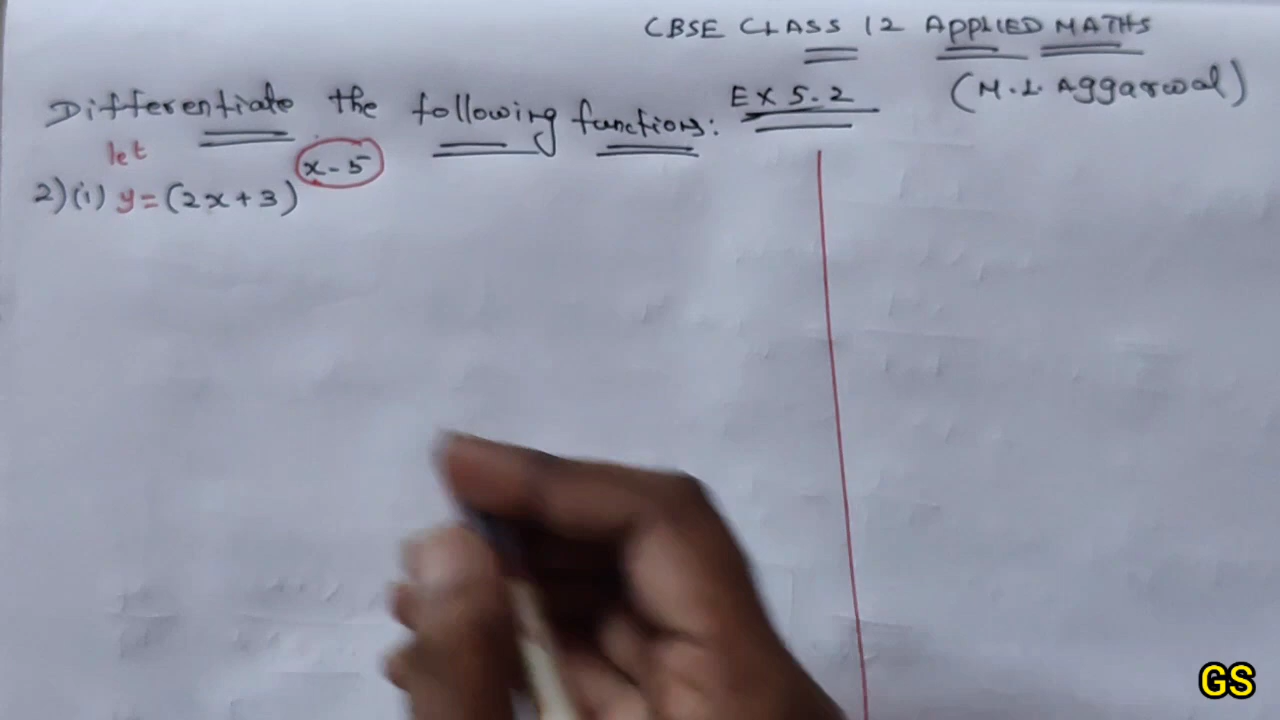 CBSE CLASS 12 APPLIED MATHS
(M.L. Aggarwal)
Differentiate the following functions: EX 5.2
let
2)(i) y = (2x+3)^{x-5}
GS